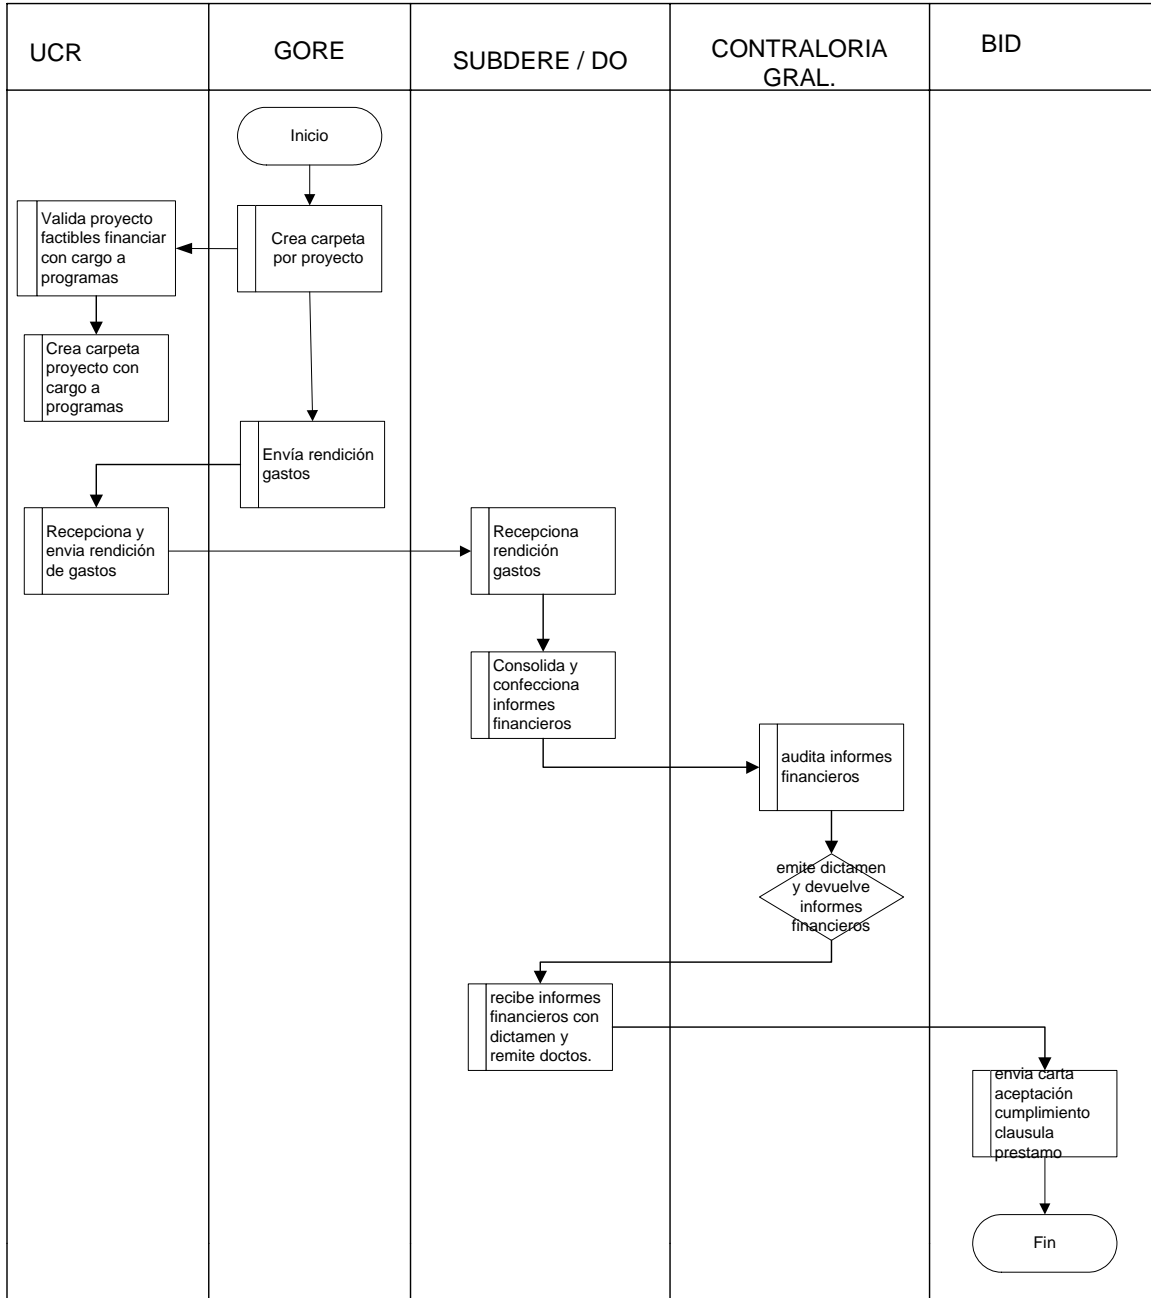 UCR
GORE
SUBDERE / DO
CONTRALORIA
GRAL.
BID
Inicio
Valida proyecto
factibles financiar
con cargo a
programas
Crea carpeta
por proyecto
Crea carpeta
proyecto con
cargo a
programas
Envía rendición
gastos
Recepciona y
envia rendición
de gastos
Recepciona
rendición
gastos
Consolida y
confecciona
informes
financieros
audita informes
financieros
emite dictamen
y devuelve
informes
financieros
recibe informes
financieros con
dictamen y
remite doctos.
envía carta
aceptación
cumplimiento
clausula
prestamo
Fin